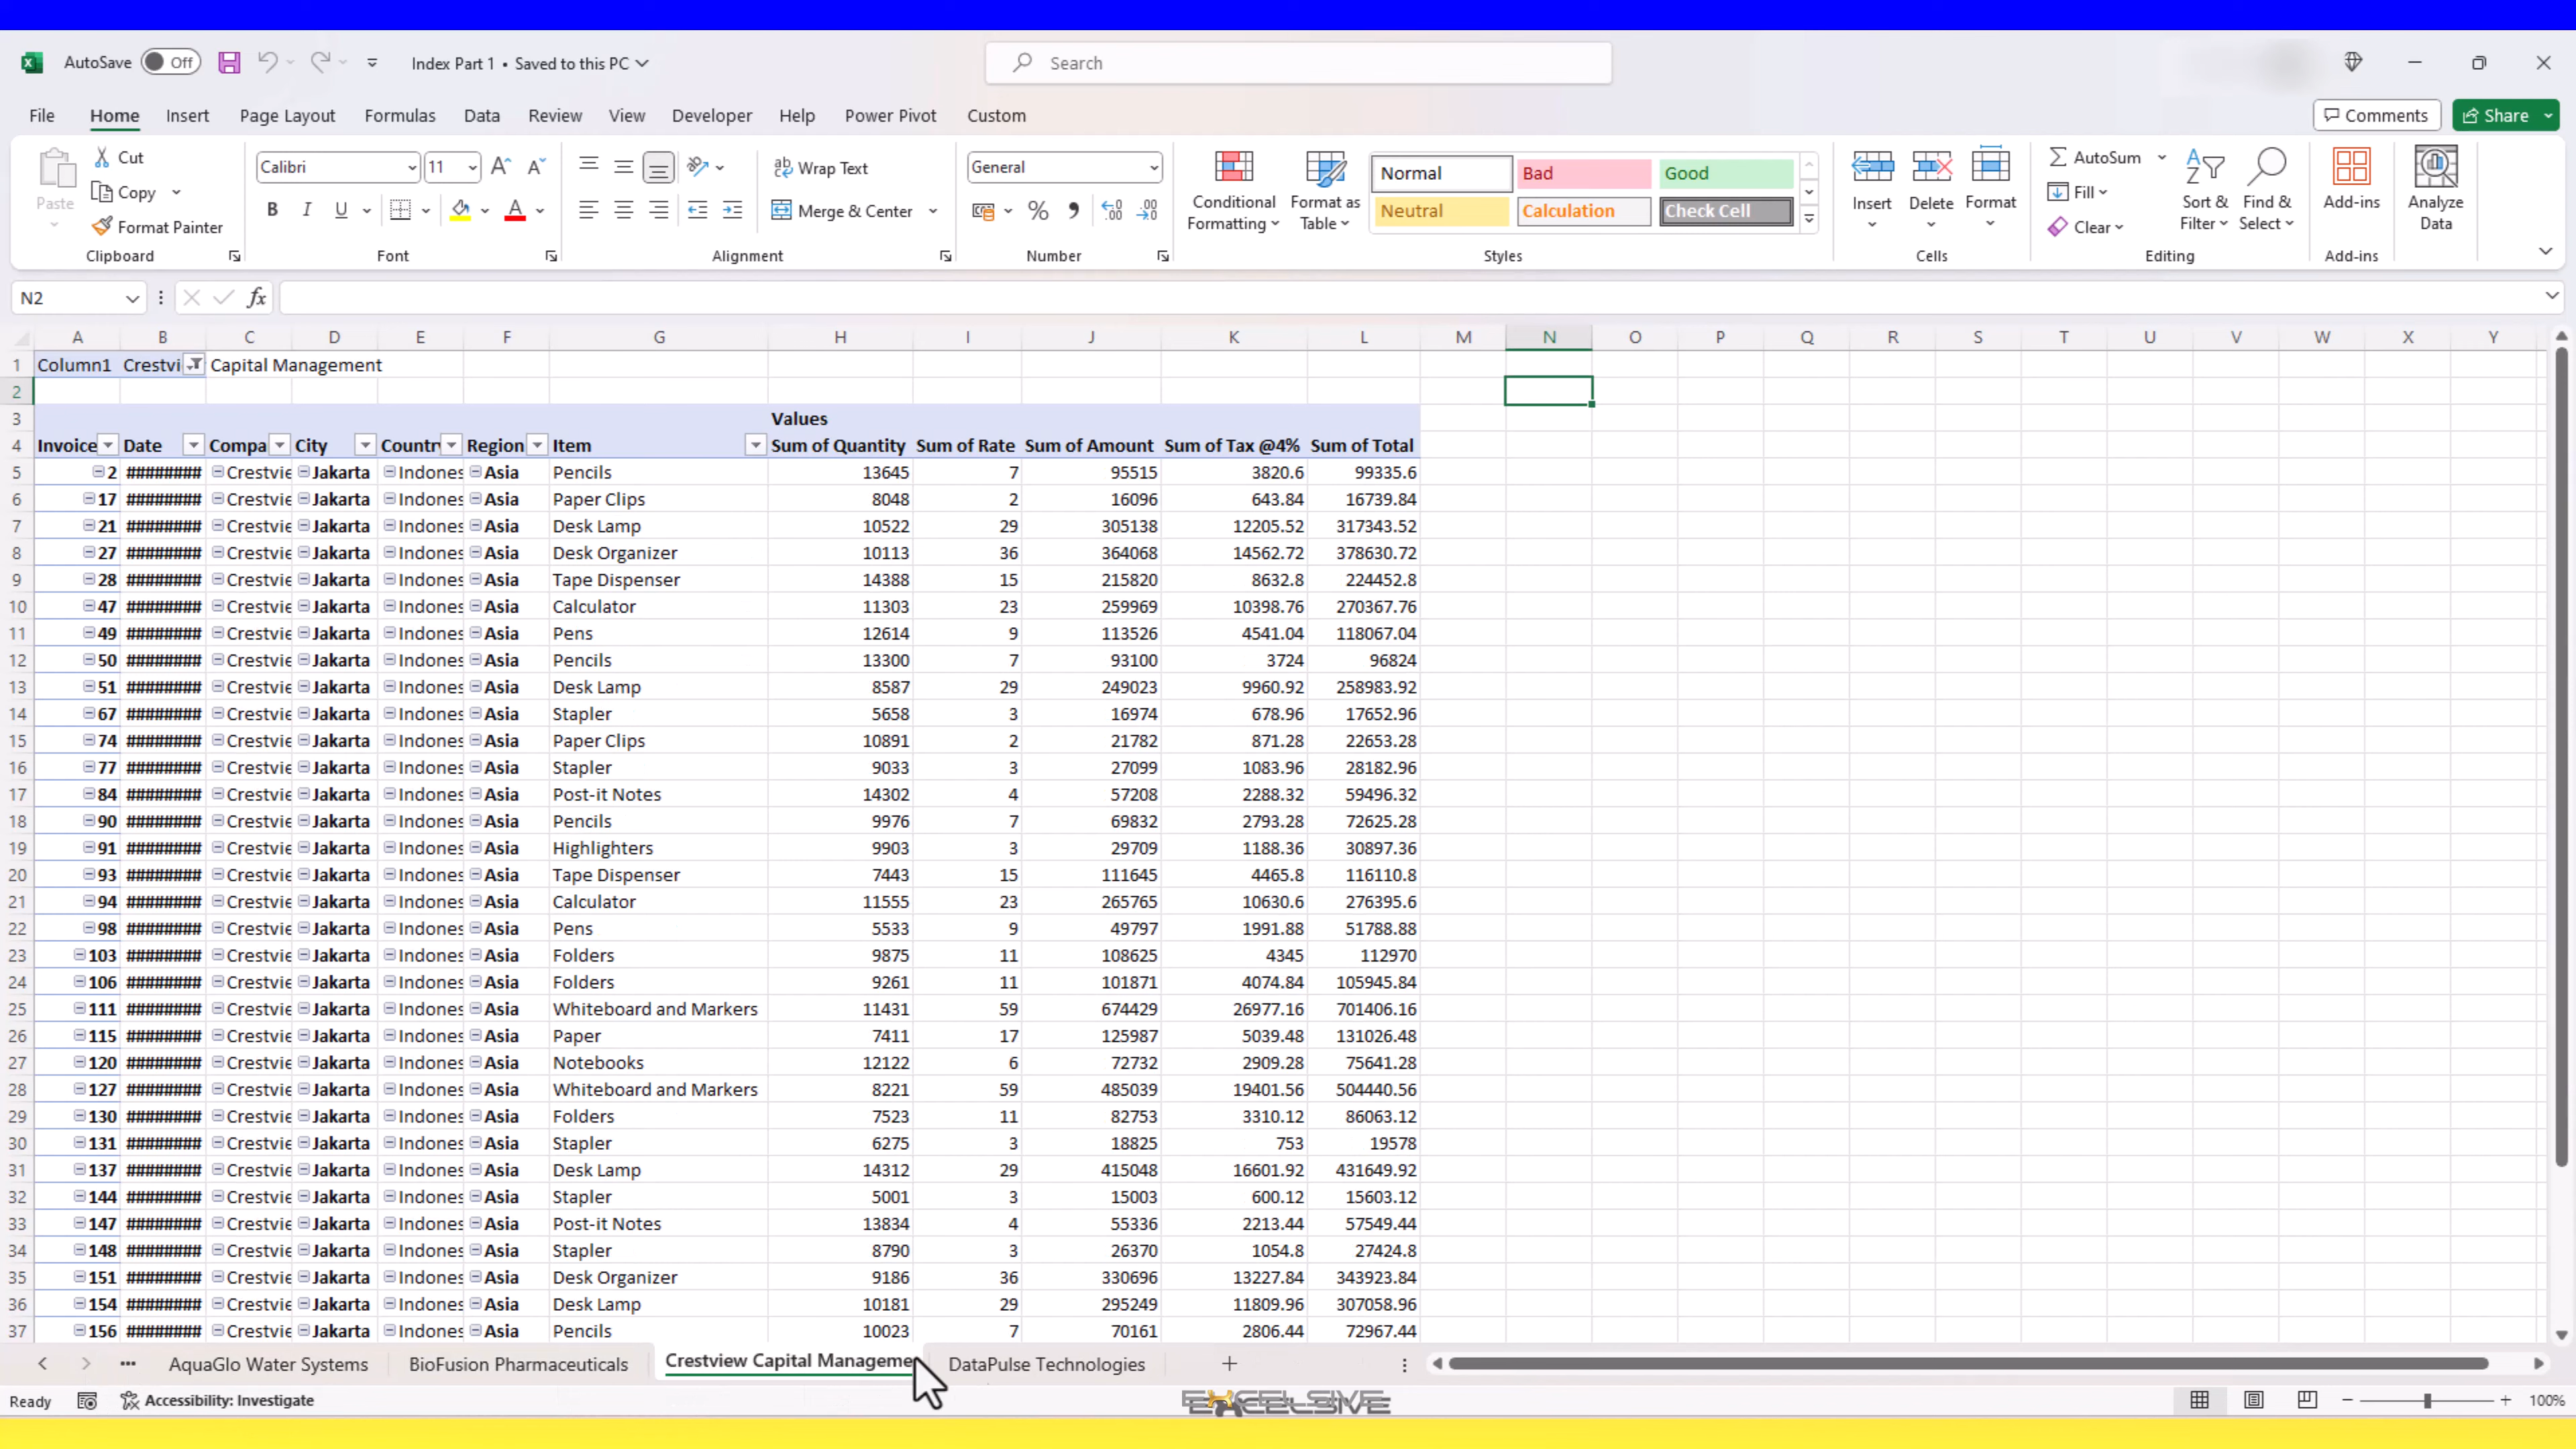 AutoSave Off Index Part 1 • Saved to this PC Search
File Home Insert Page Layout Formulas Data Review View Developer Help Power Pivot Custom Comments Share
Paste Cut Copy Format Painter Clipboard
Calibri 11 B I U A Font
Wrap Text Merge & Center Alignment
General % Number
Conditional Formatting Format as Table
Normal Bad Good
Neutral Calculation Check Cell
Styles
Insert Delete Format Cells
AutoSum Fill Clear Sort & Filter Find & Select Editing
Add-ins Add-ins
Analyze Data
N2 fx
A B C D E F G H I J K L M N O P Q R S T U V W X Y
1 Column1 Crestvi Capital Management
2
3 Values
4 Invoice Date Compa City Countr Region Item Sum of Quantity Sum of Rate Sum of Amount Sum of Tax @4% Sum of Total
5 2 ######## Crestvie Jakarta Indones Asia Pencils 13645 7 95515 3820.6 99335.6
6 17 ######## Crestvie Jakarta Indones Asia Paper Clips 8048 2 16096 643.84 16739.84
7 21 ######## Crestvie Jakarta Indones Asia Desk Lamp 10522 29 305138 12205.52 317343.52
8 27 ######## Crestvie Jakarta Indones Asia Desk Organizer 10113 36 364068 14562.72 378630.72
9 28 ######## Crestvie Jakarta Indones Asia Tape Dispenser 14388 15 215820 8632.8 224452.8
10 47 ######## Crestvie Jakarta Indones Asia Calculator 11303 23 259969 10398.76 270367.76
11 49 ######## Crestvie Jakarta Indones Asia Pens 12614 9 113526 4541.04 118067.04
12 50 ######## Crestvie Jakarta Indones Asia Pencils 13300 7 93100 3724 96824
13 51 ######## Crestvie Jakarta Indones Asia Desk Lamp 8587 29 249023 9960.92 258983.92
14 67 ######## Crestvie Jakarta Indones Asia Stapler 5658 3 16974 678.96 17652.96
15 74 ######## Crestvie Jakarta Indones Asia Paper Clips 10891 2 21782 871.28 22653.28
16 77 ######## Crestvie Jakarta Indones Asia Stapler 9033 3 27099 1083.96 28182.96
17 84 ######## Crestvie Jakarta Indones Asia Post-it Notes 14302 4 57208 2288.32 59496.32
18 90 ######## Crestvie Jakarta Indones Asia Pencils 9976 7 69832 2793.28 72625.28
19 91 ######## Crestvie Jakarta Indones Asia Highlighters 9903 3 29709 1188.36 30897.36
20 93 ######## Crestvie Jakarta Indones Asia Tape Dispenser 7443 15 111645 4465.8 116110.8
21 94 ######## Crestvie Jakarta Indones Asia Calculator 11555 23 265765 10630.6 276395.6
22 98 ######## Crestvie Jakarta Indones Asia Pens 5533 9 49797 1991.88 51788.88
23 103 ######## Crestvie Jakarta Indones Asia Folders 9875 11 108625 4345 112970
24 106 ######## Crestvie Jakarta Indones Asia Folders 9261 11 101871 4074.84 105945.84
25 111 ######## Crestvie Jakarta Indones Asia Whiteboard and Markers 11431 59 674429 26977.16 701406.16
26 115 ######## Crestvie Jakarta Indones Asia Paper 7411 17 125987 5039.48 131026.48
27 120 ######## Crestvie Jakarta Indones Asia Notebooks 12122 6 72732 2909.28 75641.28
28 127 ######## Crestvie Jakarta Indones Asia Whiteboard and Markers 8221 59 485039 19401.56 504440.56
29 130 ######## Crestvie Jakarta Indones Asia Folders 7523 11 82753 3310.12 86063.12
30 131 ######## Crestvie Jakarta Indones Asia Stapler 6275 3 18825 753 19578
31 137 ######## Crestvie Jakarta Indones Asia Desk Lamp 14312 29 415048 16601.92 431649.92
32 144 ######## Crestvie Jakarta Indones Asia Stapler 5001 3 15003 600.12 15603.12
33 147 ######## Crestvie Jakarta Indones Asia Post-it Notes 13834 4 55336 2213.44 57549.44
34 148 ######## Crestvie Jakarta Indones Asia Stapler 8790 3 26370 1054.8 27424.8
35 151 ######## Crestvie Jakarta Indones Asia Desk Organizer 9186 36 330696 13227.84 343923.84
36 154 ######## Crestvie Jakarta Indones Asia Desk Lamp 10181 29 295249 11809.96 307058.96
37 156 ######## Crestvie Jakarta Indones Asia Pencils 10023 7 70161 2806.44 72967.44
AquaGlo Water Systems BioFusion Pharmaceuticals Crestview Capital Manageme DataPulse Technologies
Ready Accessibility: Investigate EXCELSIVE 100%